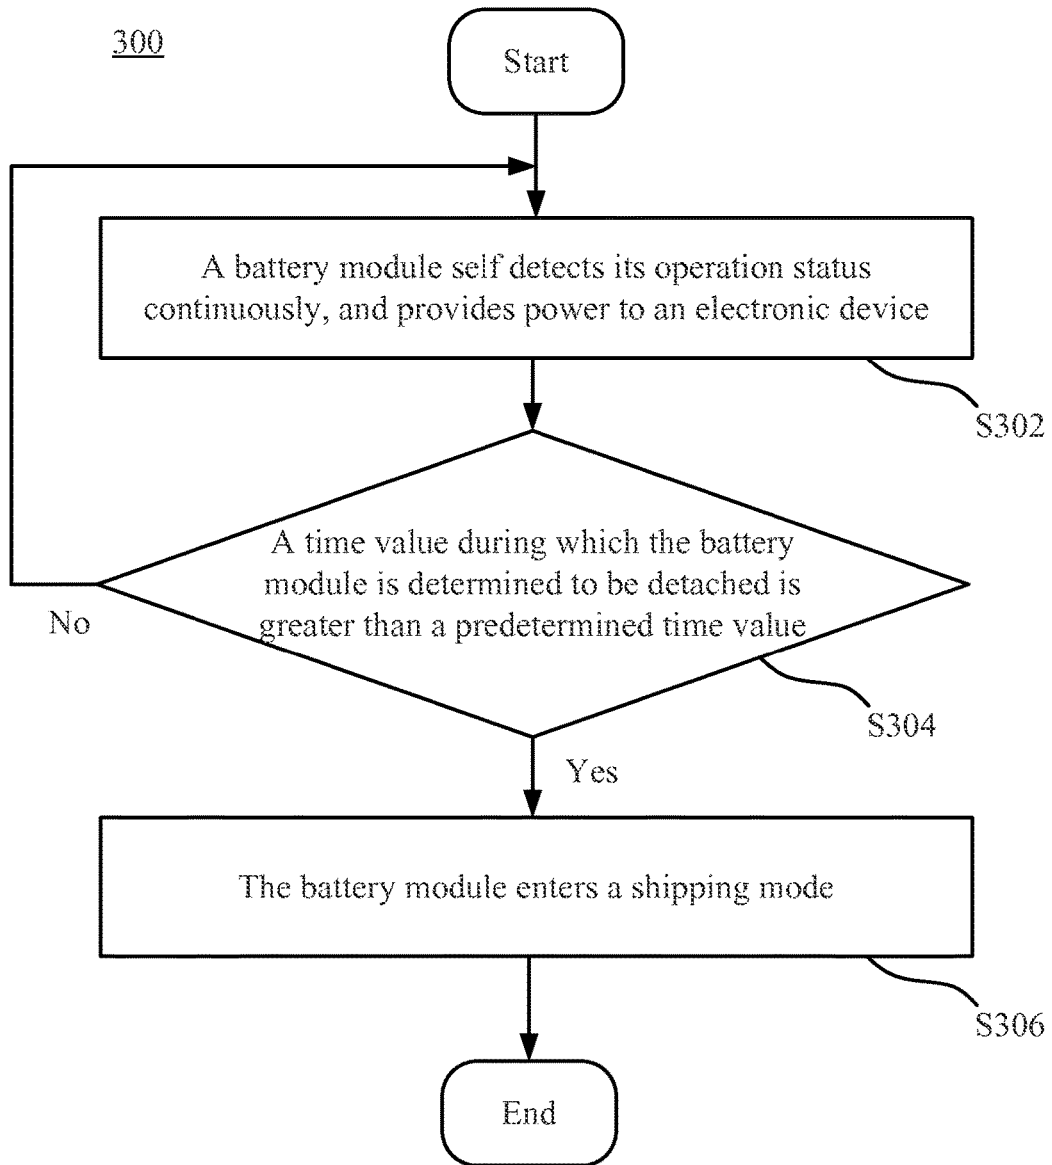 300
Start
A battery module self detects its operation status
continuously, and provides power to an electronic device
S302
A time value during which the battery
module is determined to be detached is
greater than a predetermined time value
No
S304
Yes
The battery module enters a shipping mode
S306
End